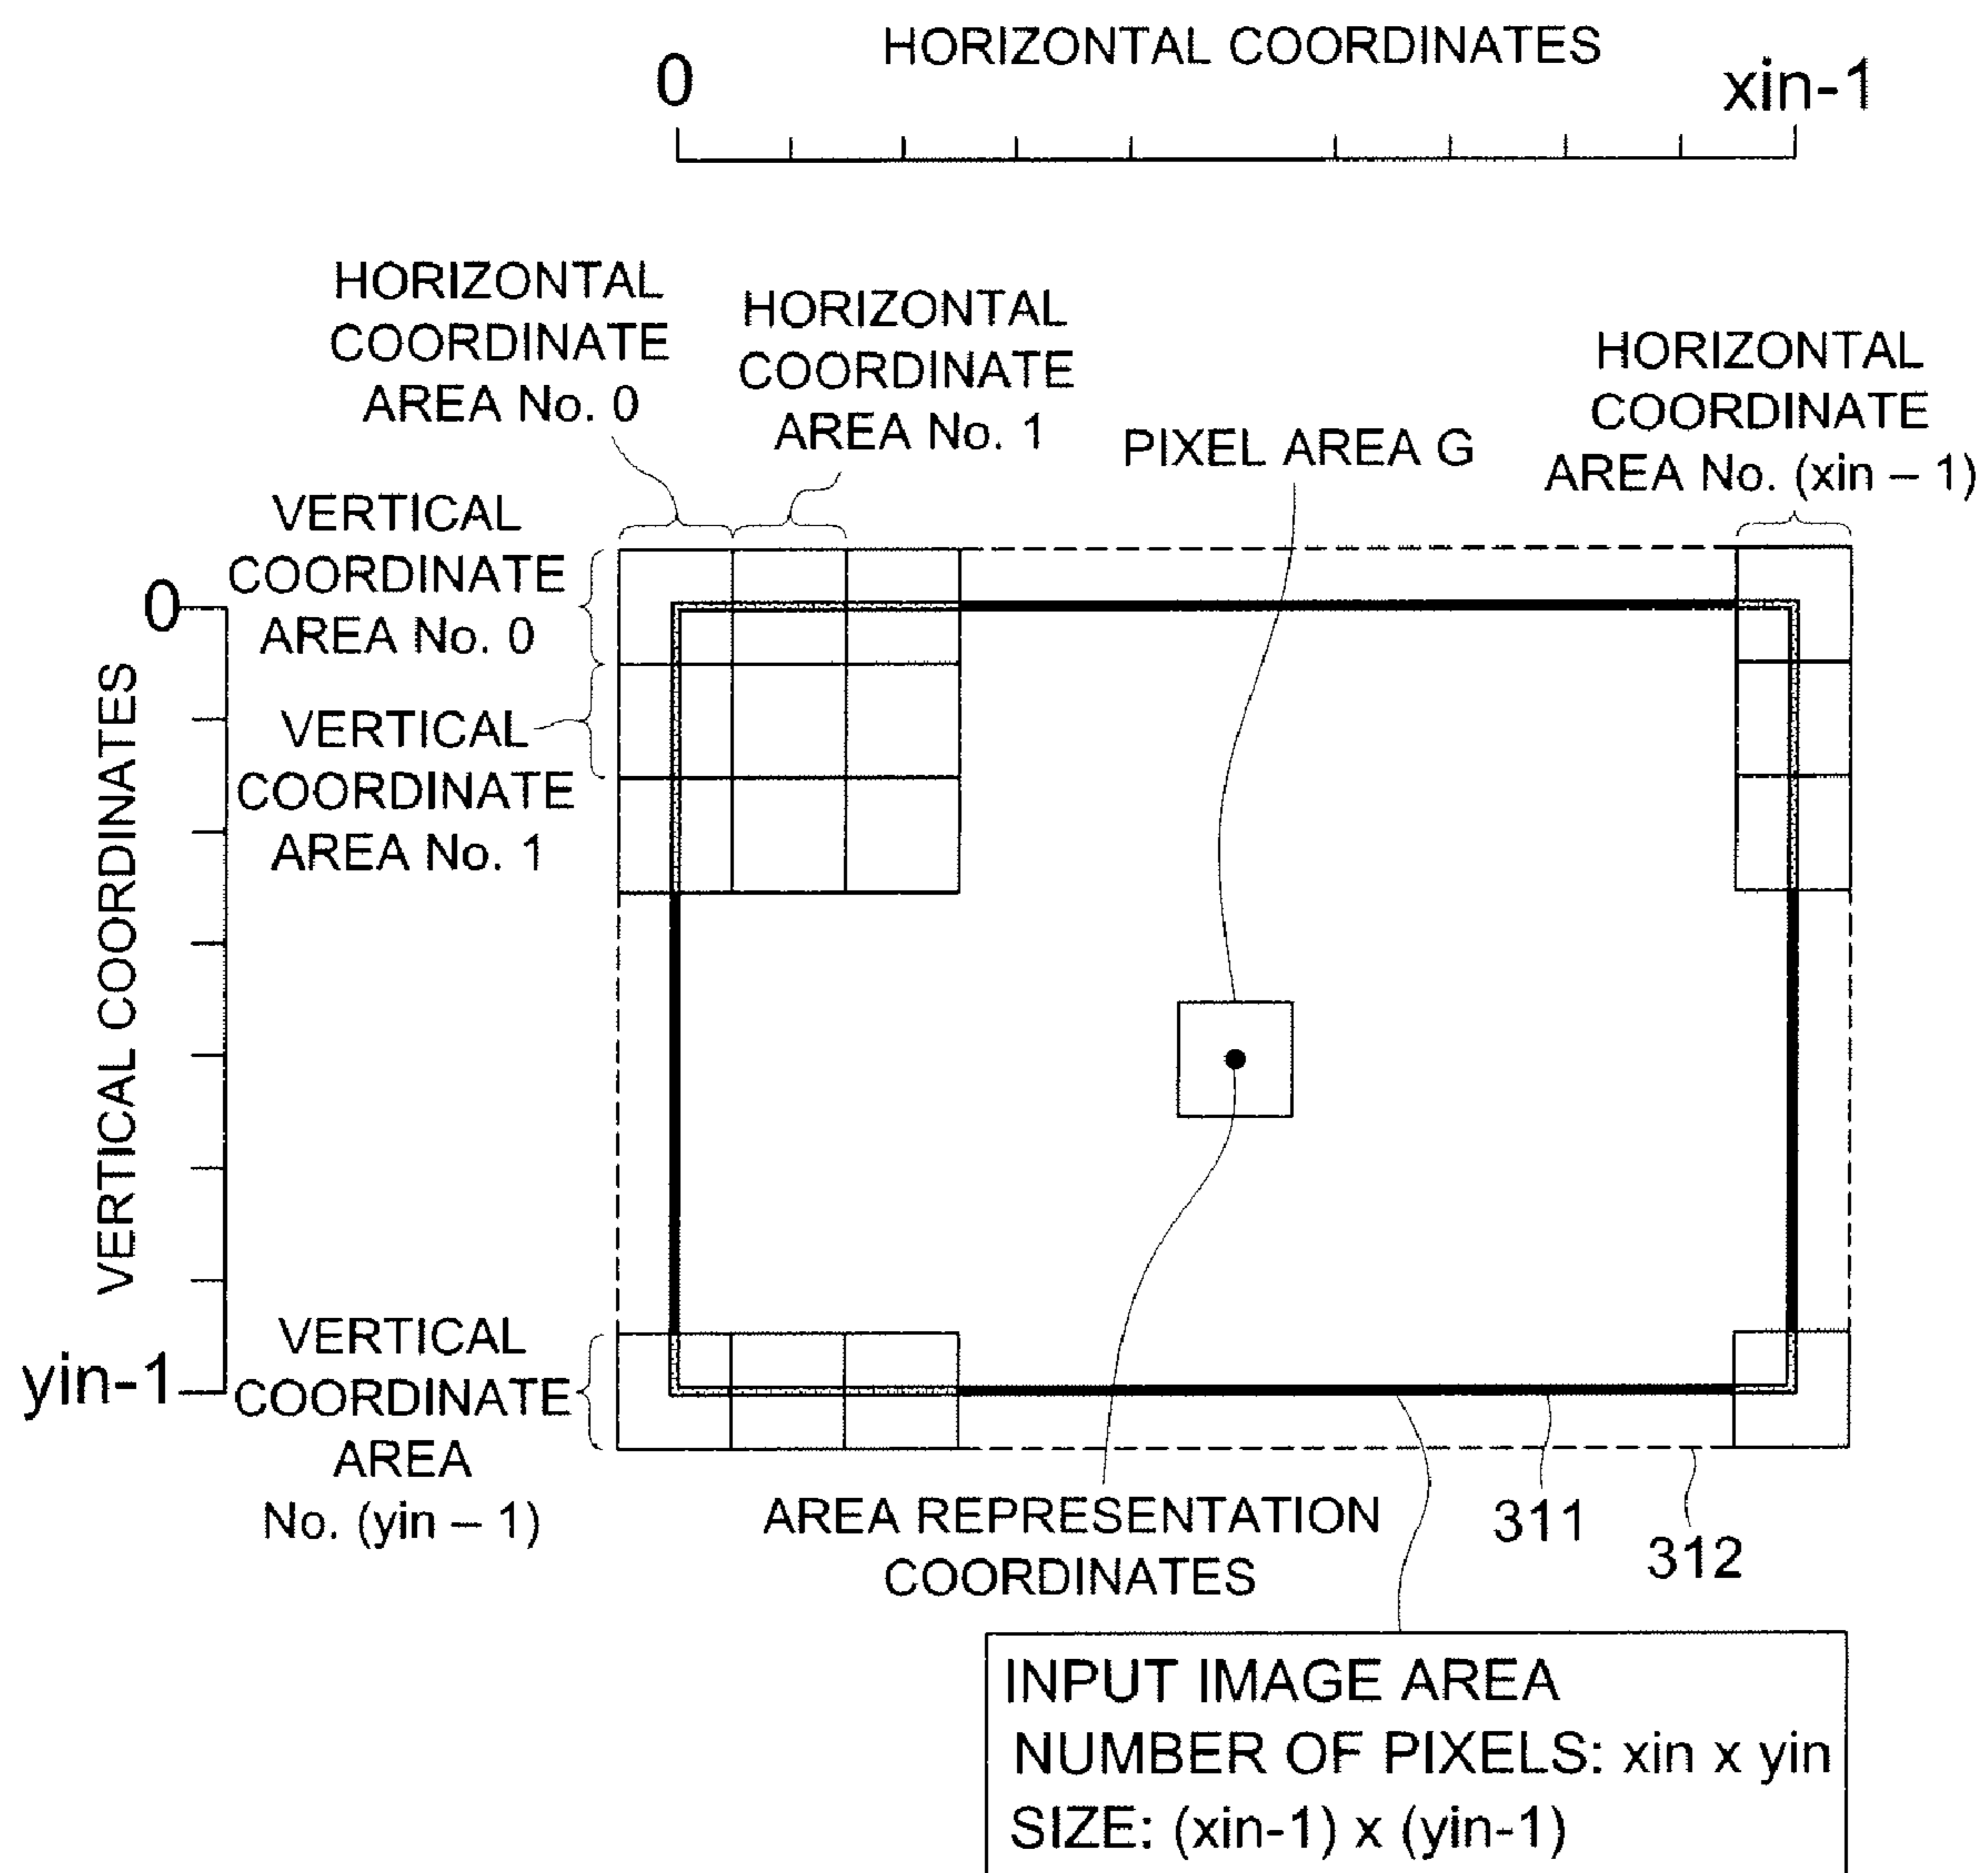 HORIZONTAL COORDINATES
0
xin-1
HORIZONTAL
COORDINATE
AREA No. 0
HORIZONTAL
COORDINATE
AREA No. 1
PIXEL AREA G
HORIZONTAL
COORDINATE
AREA No. (xin – 1)
VERTICAL COORDINATES
0
yin-1
VERTICAL
COORDINATE
AREA No. 0
VERTICAL
COORDINATE
AREA No. 1
VERTICAL
COORDINATE
AREA
No. (yin – 1)
AREA REPRESENTATION
COORDINATES
311
312
INPUT IMAGE AREA
NUMBER OF PIXELS: xin x yin
SIZE: (xin-1) x (yin-1)